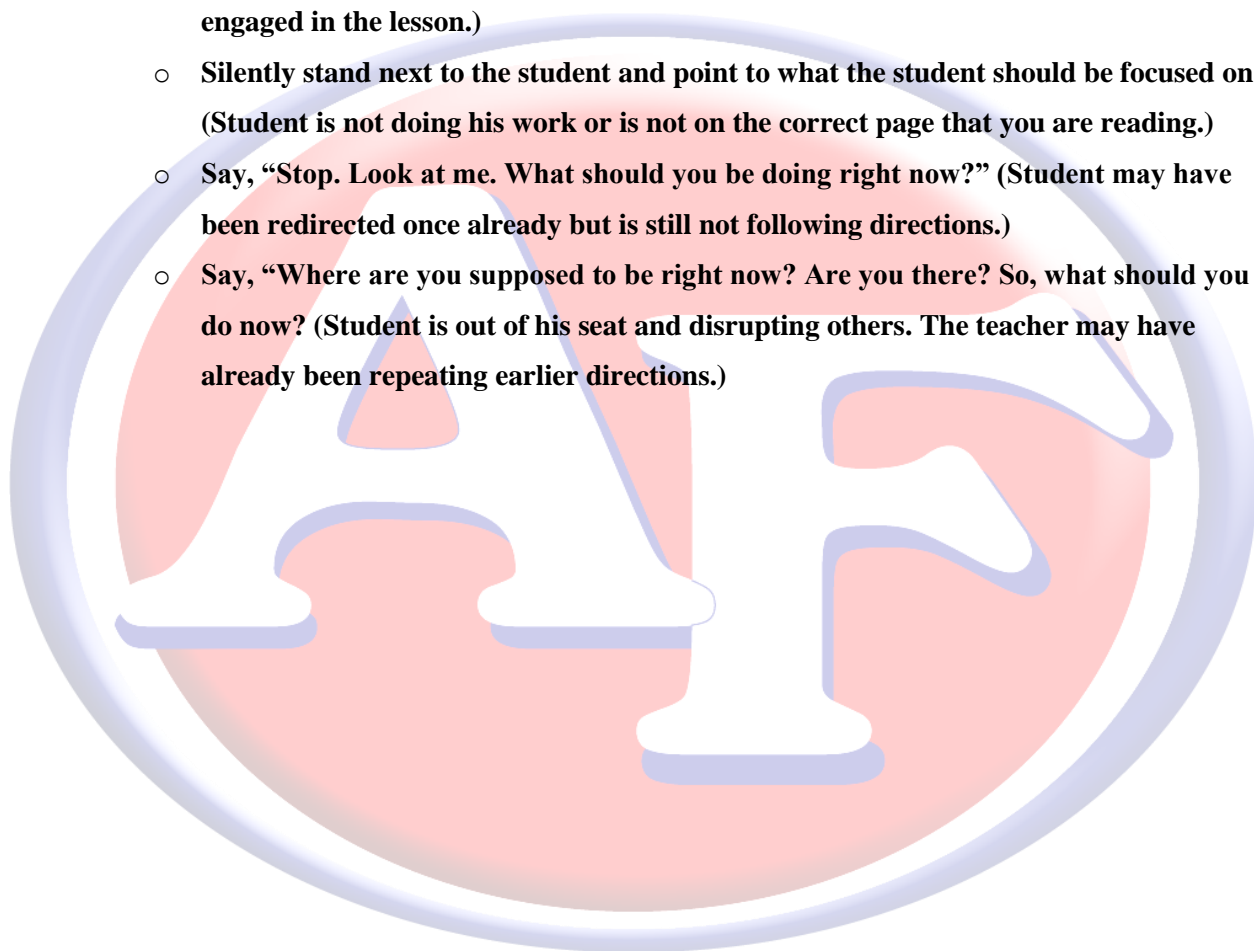 engaged in the lesson.)
o Silently stand next to the student and point to what the student should be focused on
(Student is not doing his work or is not on the correct page that you are reading.)
o Say, “Stop. Look at me. What should you be doing right now?” (Student may have
been redirected once already but is still not following directions.)
o Say, “Where are you supposed to be right now? Are you there? So, what should you
do now? (Student is out of his seat and disrupting others. The teacher may have
already been repeating earlier directions.)
AF